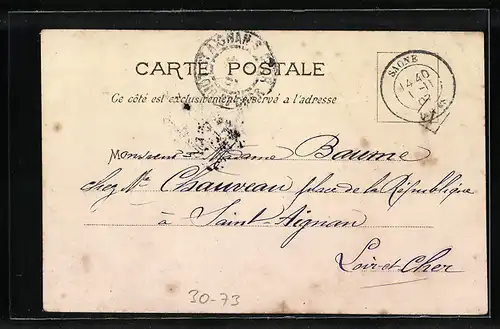 CARTE POSTALE
Ce côté est exclusivement réservé a l'adresse
AIGNAN
SAONE
Monsieur Madame Baume
chez Mr Chauveau place de la République
à Saint Aignan
Loir et Cher
30-73